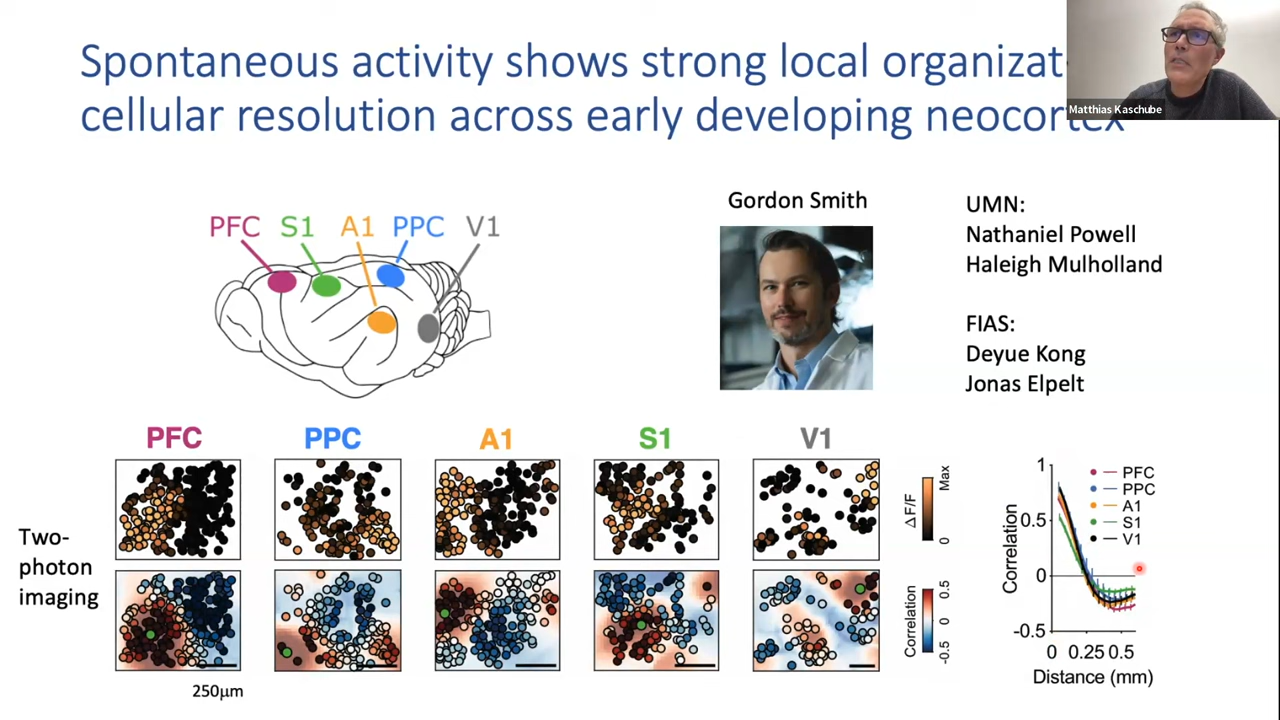 Spontaneous activity shows strong local organizat
cellular resolution across early developing neocortex
Matthias Kaschube
PFC S1 A1 PPC V1
Gordon Smith
UMN:
Nathaniel Powell
Haleigh Mulholland
FIAS:
Deyue Kong
Jonas Elpelt
PFC PPC A1 S1 V1
Two-
photon
imaging
ΔF/F
Max
0
Correlation
0.5
0
-0.5
250μm
Correlation
1
0.5
0
-0.5
PFC
PPC
A1
S1
V1
0 0.25 0.5
Distance (mm)